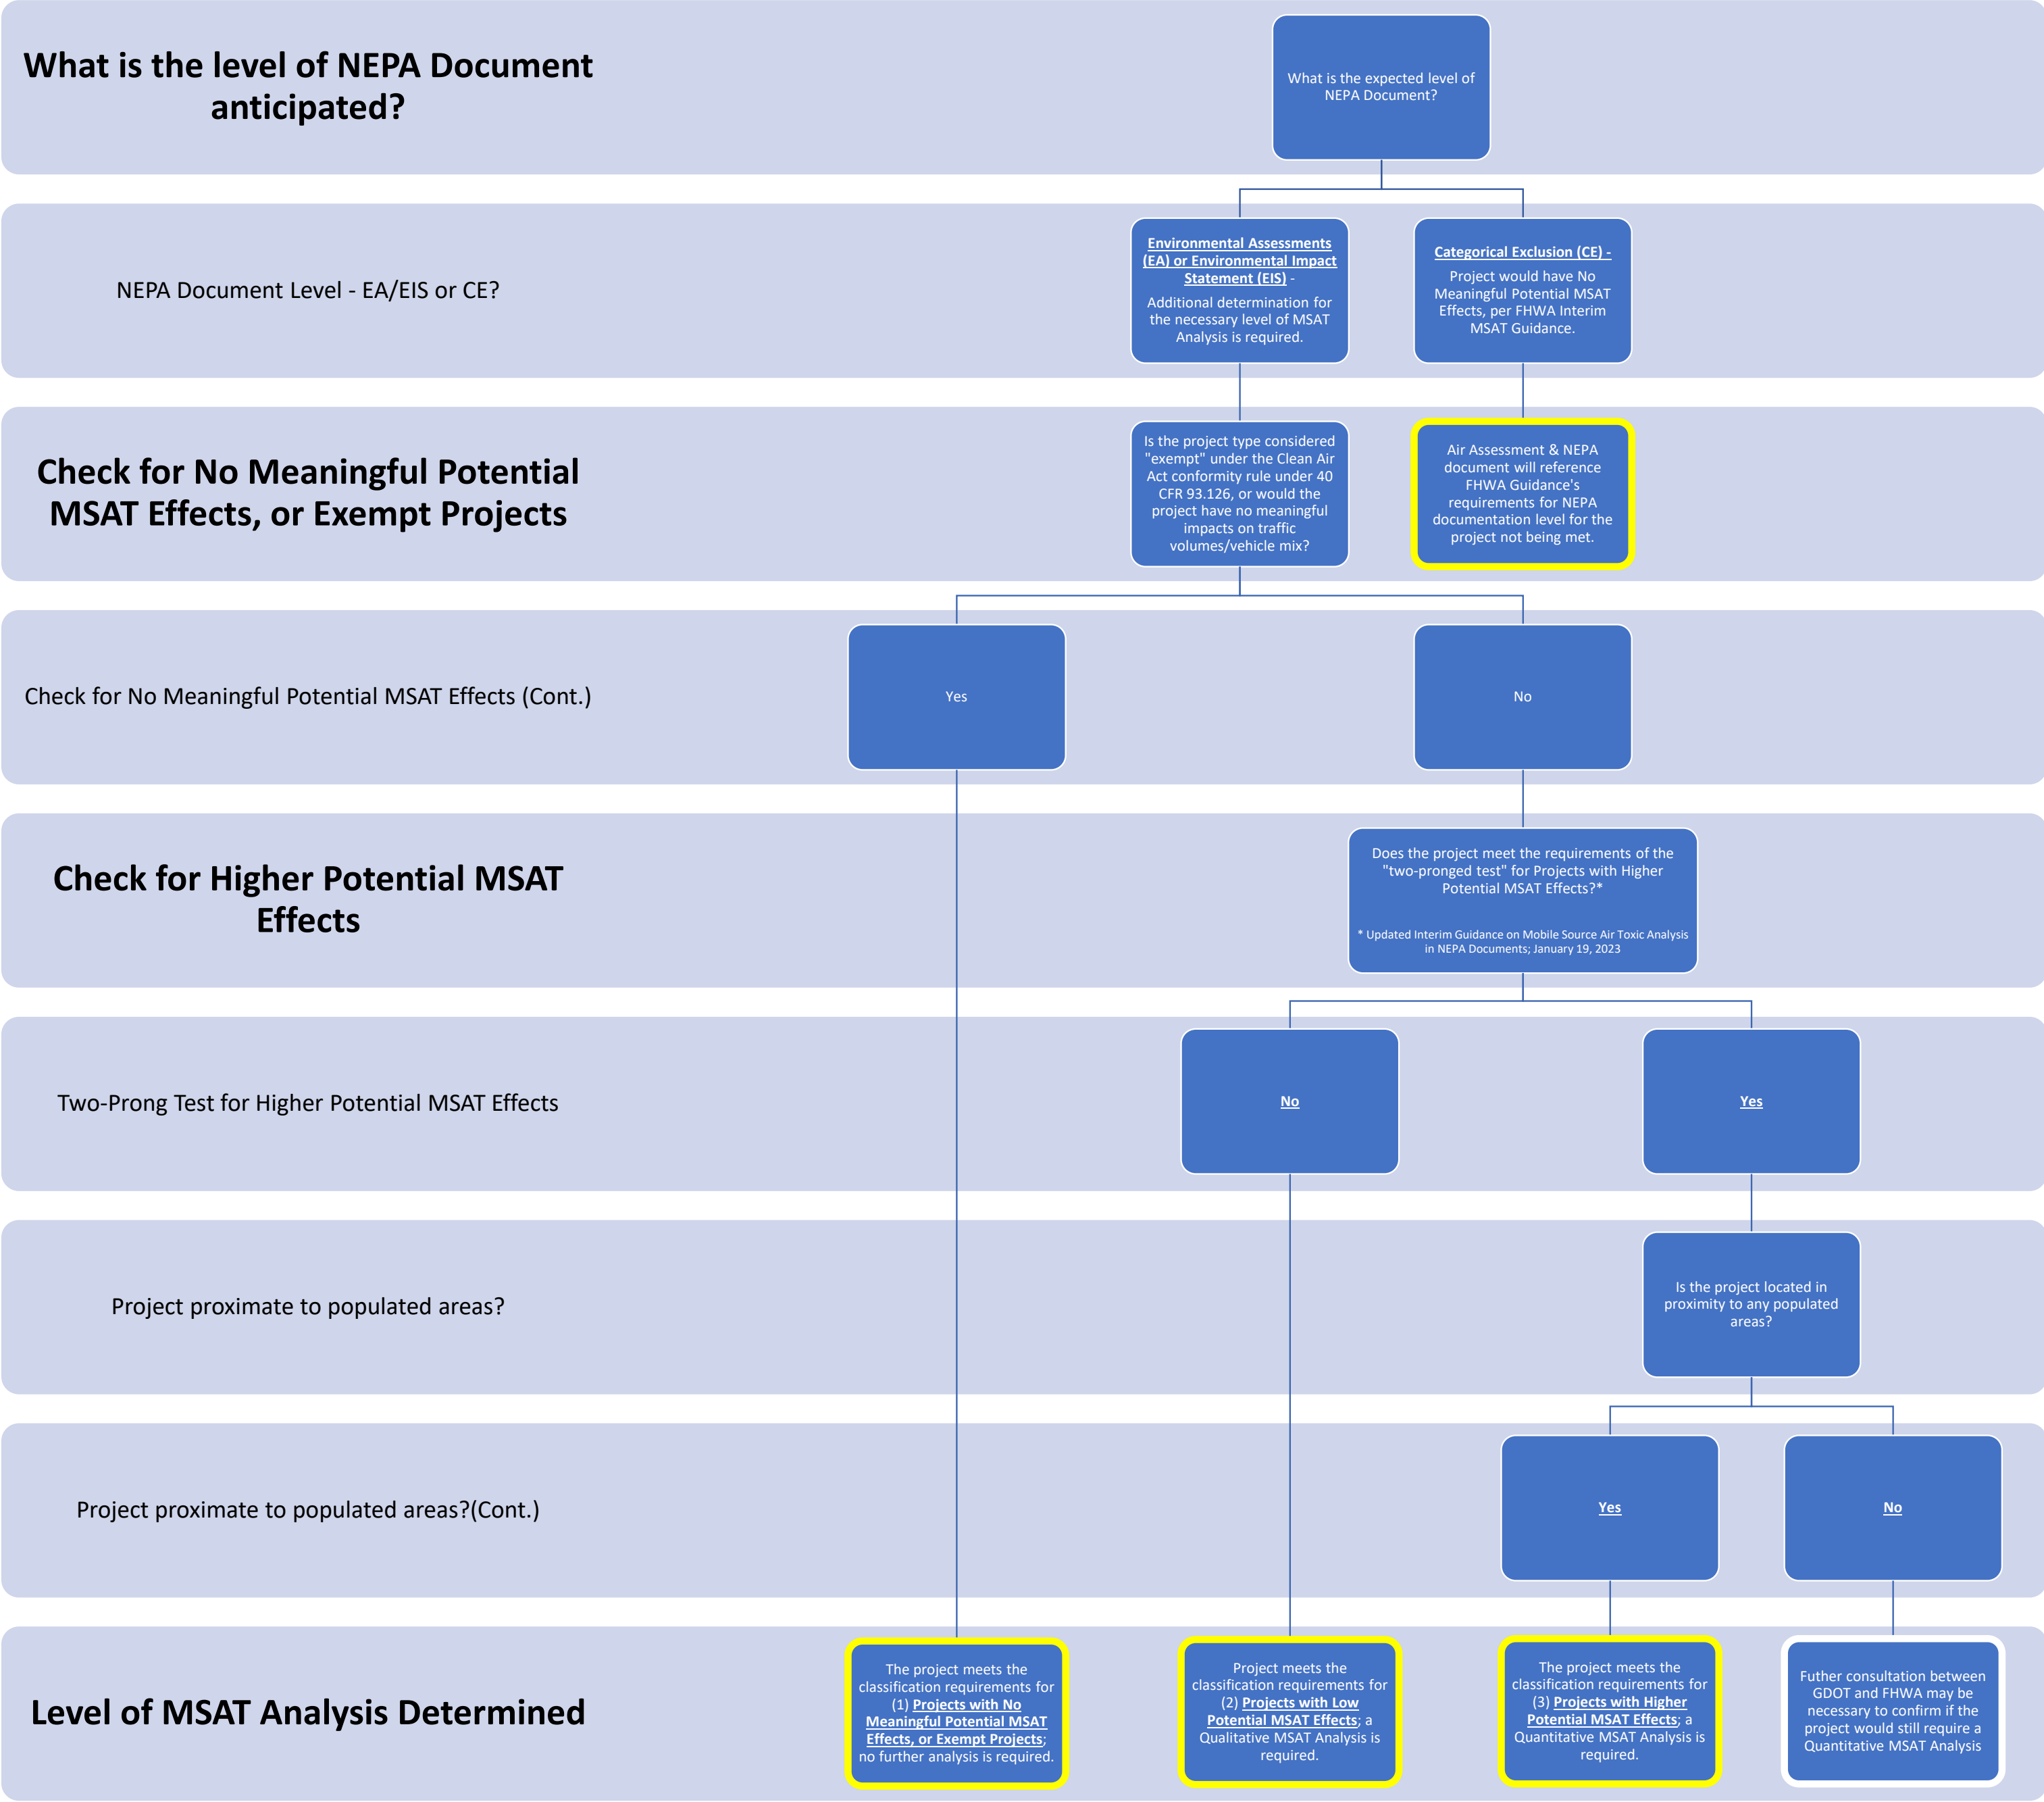 What is the level of NEPA Document
anticipated?
What is the expected level of
NEPA Document?
NEPA Document Level - EA/EIS or CE?
Environmental Assessments
(EA) or Environmental Impact
Statement (EIS) -
Additional determination for
the necessary level of MSAT
Analysis is required.
Categorical Exclusion (CE) -
Project would have No
Meaningful Potential MSAT
Effects, per FHWA Interim
MSAT Guidance.
Check for No Meaningful Potential
MSAT Effects, or Exempt Projects
Is the project type considered
"exempt" under the Clean Air
Act conformity rule under 40
CFR 93.126, or would the
project have no meaningful
impacts on traffic
volumes/vehicle mix?
Air Assessment & NEPA
document will reference
FHWA Guidance's
requirements for NEPA
documentation level for the
project not being met.
Check for No Meaningful Potential MSAT Effects (Cont.)
Yes
No
Check for Higher Potential MSAT
Effects
Does the project meet the requirements of the
"two-pronged test" for Projects with Higher
Potential MSAT Effects?*
* Updated Interim Guidance on Mobile Source Air Toxic Analysis
in NEPA Documents; January 19, 2023
Two-Prong Test for Higher Potential MSAT Effects
No
Yes
Project proximate to populated areas?
Is the project located in
proximity to any populated
areas?
Project proximate to populated areas?(Cont.)
Yes
No
Level of MSAT Analysis Determined
The project meets the
classification requirements for
(1) Projects with No
Meaningful Potential MSAT
Effects, or Exempt Projects;
no further analysis is required.
Project meets the
classification requirements for
(2) Projects with Low
Potential MSAT Effects; a
Qualitative MSAT Analysis is
required.
The project meets the
classification requirements for
(3) Projects with Higher
Potential MSAT Effects; a
Quantitative MSAT Analysis is
required.
Futher consultation between
GDOT and FHWA may be
necessary to confirm if the
project would still require a
Quantitative MSAT Analysis